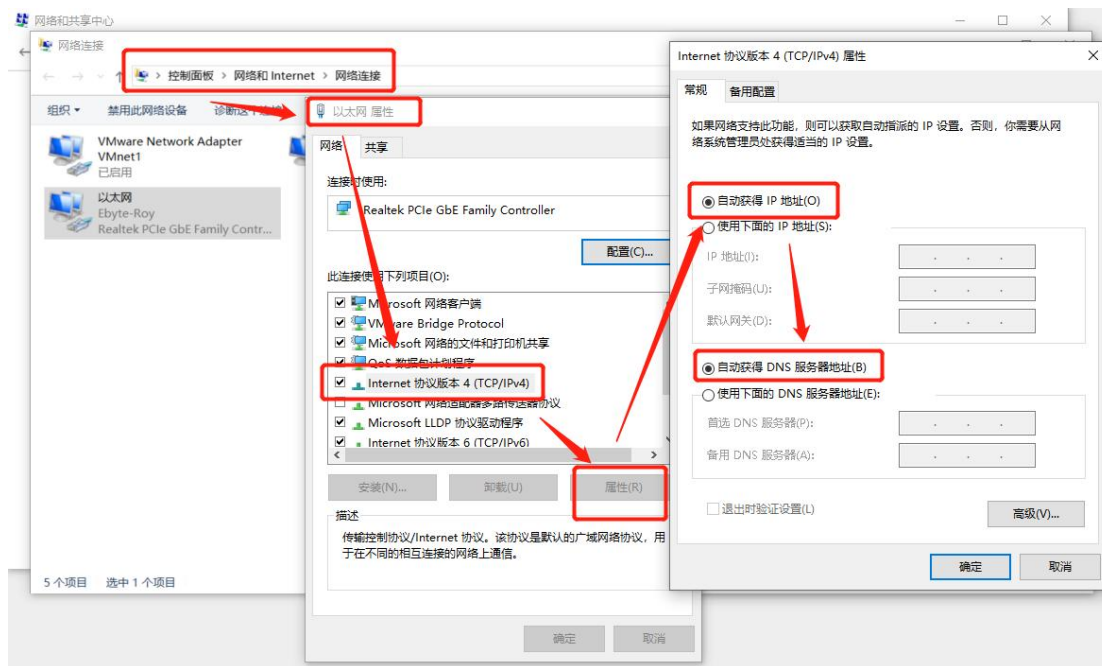 网络和共享中心
网络连接
控制面板 › 网络和 Internet › 网络连接
组织 禁用此网络设备 诊断这个连接
VMware Network Adapter
VMnet1
已启用
以太网
Ebyte-Roy
Realtek PCIe GbE Family Contr...
5 个项目 选中 1 个项目
以太网 属性
网络 共享
连接时使用:
Realtek PCIe GbE Family Controller
配置(C)...
此连接使用下列项目(O):
Microsoft 网络客户端
VMware Bridge Protocol
Microsoft 网络的文件和打印机共享
QoS 数据包计划程序
Internet 协议版本 4 (TCP/IPv4)
Microsoft 网络适配器多路传送器协议
Microsoft LLDP 协议驱动程序
Internet 协议版本 6 (TCP/IPv6)
安装(N)... 卸载(U) 属性(R)
描述
传输控制协议/Internet 协议。该协议是默认的广域网络协议，用
于在不同的相互连接的网络上通信。
确定 取消
Internet 协议版本 4 (TCP/IPv4) 属性
常规 备用配置
如果网络支持此功能，则可以获取自动指派的 IP 设置。否则，你需要从网
络系统管理员处获得适当的 IP 设置。
自动获得 IP 地址(O)
使用下面的 IP 地址(S):
IP 地址(I):
子网掩码(U):
默认网关(D):
自动获得 DNS 服务器地址(B)
使用下面的 DNS 服务器地址(E):
首选 DNS 服务器(P):
备用 DNS 服务器(A):
退出时验证设置(L)
高级(V)...
确定 取消